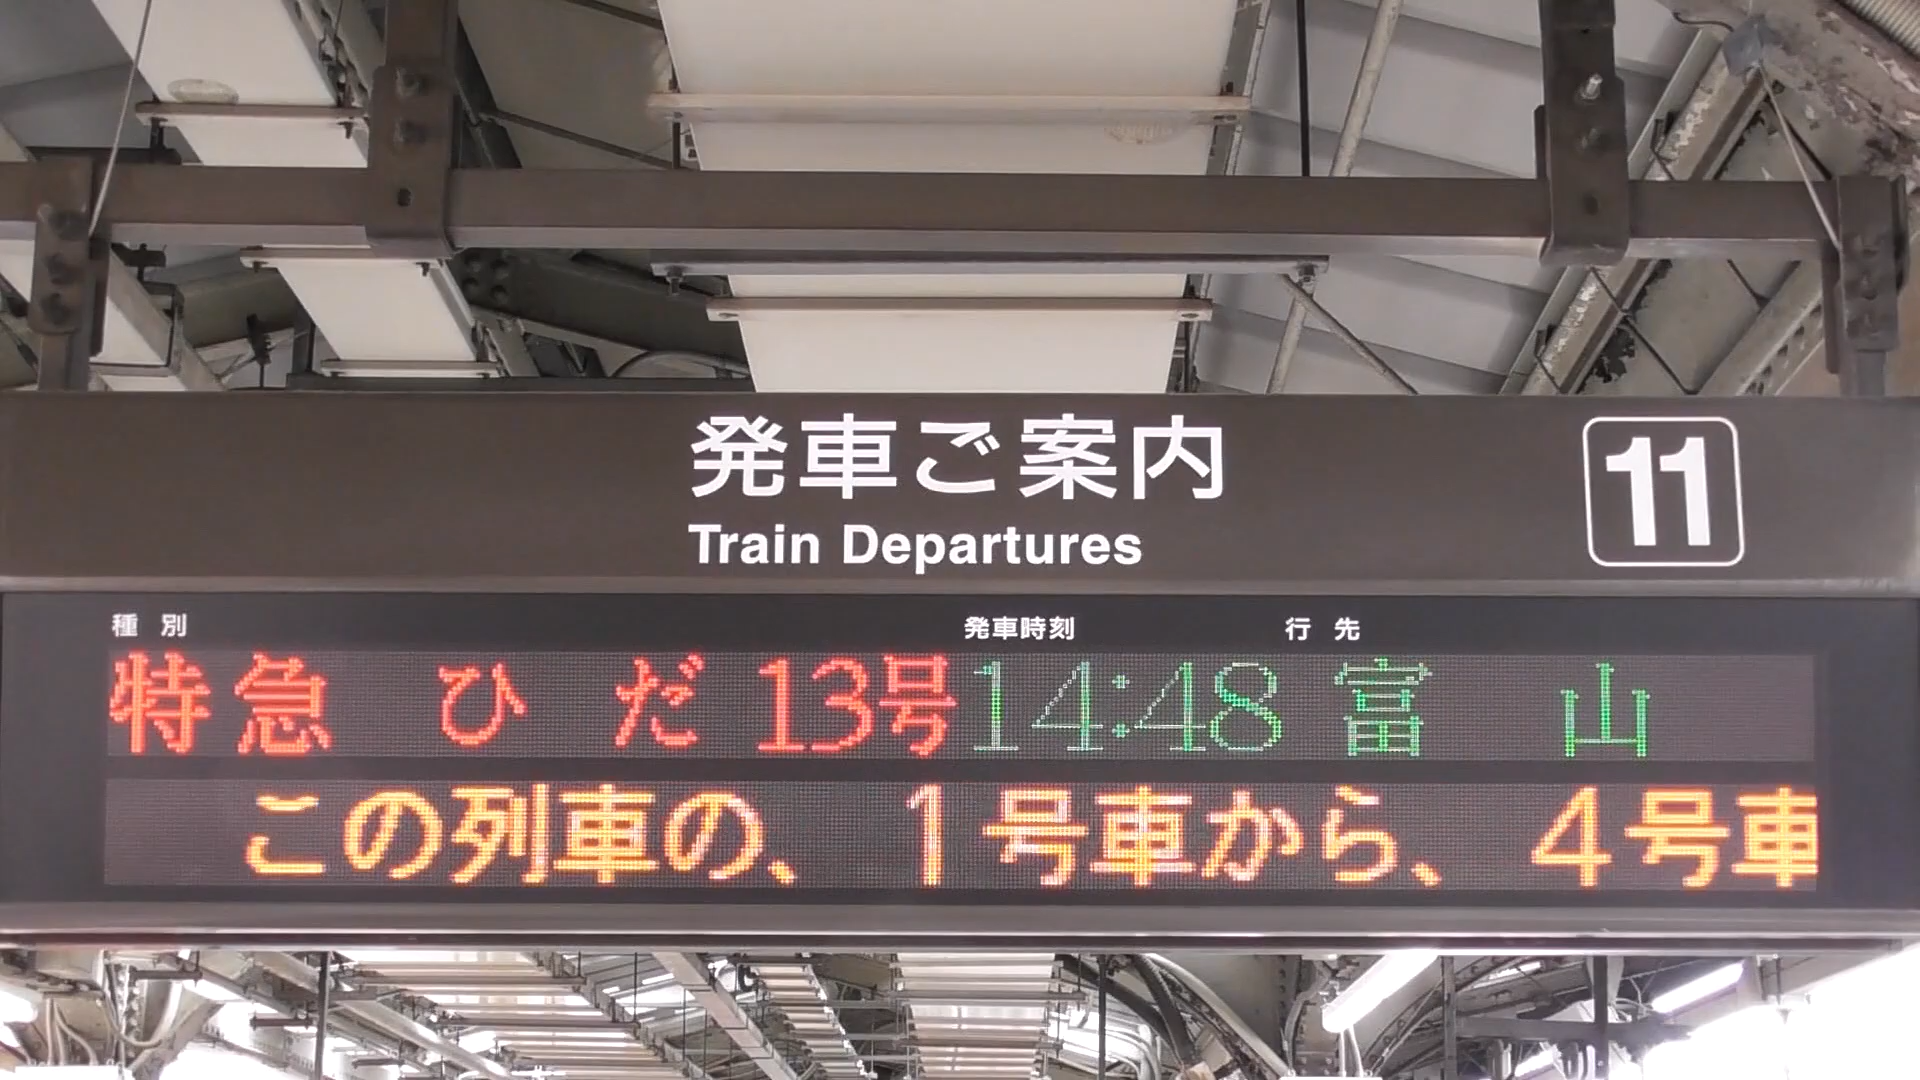 発車ご案内
Train Departures
11
種別 発車時刻 行先
特急 ひだ 13号 14:48 富山
この列車の、1号車から、4号車